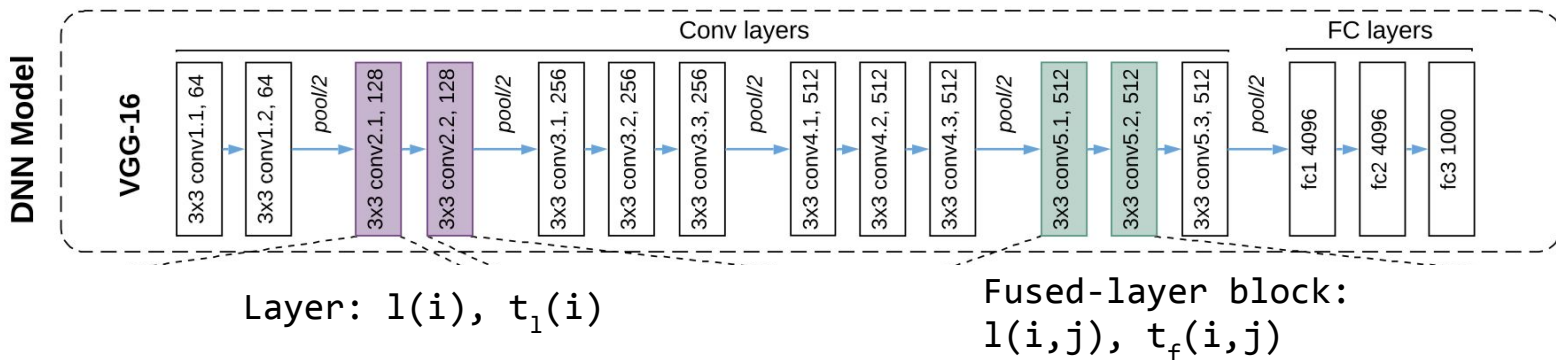 DNN Model
VGG-16
Conv layers
FC layers
3x3 conv1.1, 64
3x3 conv1.2, 64
pool/2
3x3 conv2.1, 128
3x3 conv2.2, 128
pool/2
3x3 conv3.1, 256
3x3 conv3.2, 256
3x3 conv3.3, 256
pool/2
3x3 conv4.1, 512
3x3 conv4.2, 512
3x3 conv4.3, 512
pool/2
3x3 conv5.1, 512
3x3 conv5.2, 512
3x3 conv5.3, 512
pool/2
fc1 4096
fc2 4096
fc3 1000
Layer: l(i), t_l(i)
Fused-layer block:
l(i,j), t_f(i,j)